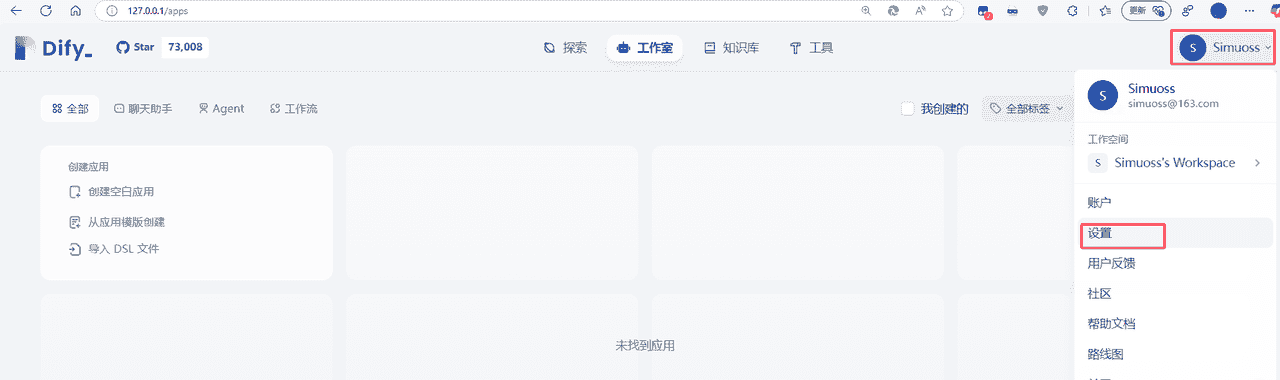 127.0.0.1/apps
更新
Dify_
Star 73,008
探索 工作室 知识库 工具
S Simuoss
全部 聊天助手 Agent 工作流
我创建的 全部标签
创建应用
创建空白应用
从应用模版创建
导入 DSL 文件
未找到应用
S Simuoss
simuoss@163.com
工作空间
S Simuoss's Workspace
账户
设置
用户反馈
社区
帮助文档
路线图